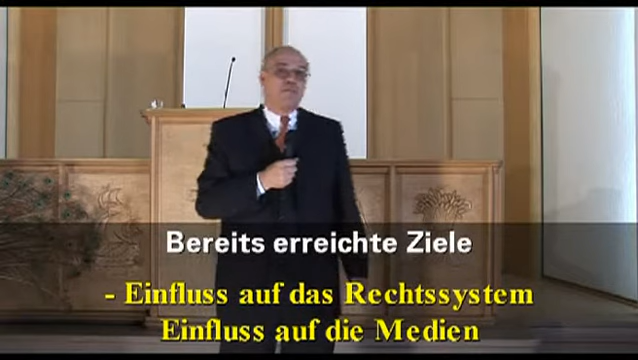 Bereits erreichte Ziele
- Einfluss auf das Rechtssystem
Einfluss auf die Medien